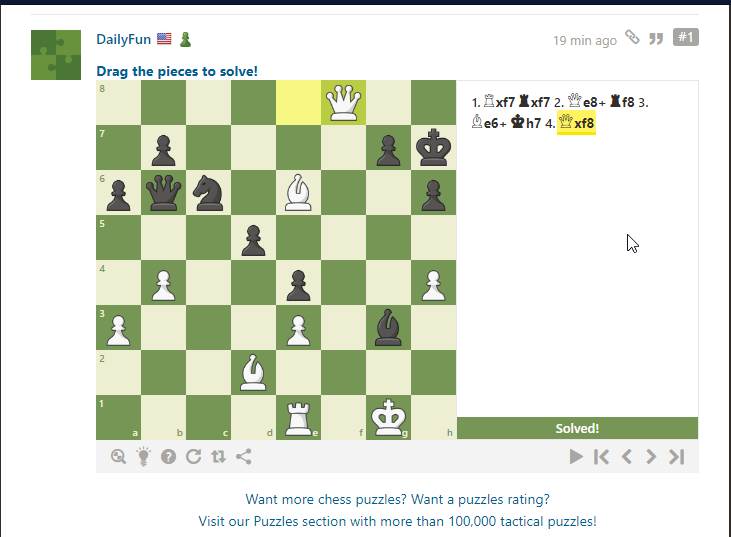 DailyFun
19 min ago
#1
Drag the pieces to solve!
8
7
6
5
4
3
2
1
a b c d e f g h
1. ♖xf7 ♜xf7 2. ♕e8+ ♜f8 3.
♗e6+ ♚h7 4. ♕xf8
Solved!
Want more chess puzzles? Want a puzzles rating?
Visit our Puzzles section with more than 100,000 tactical puzzles!